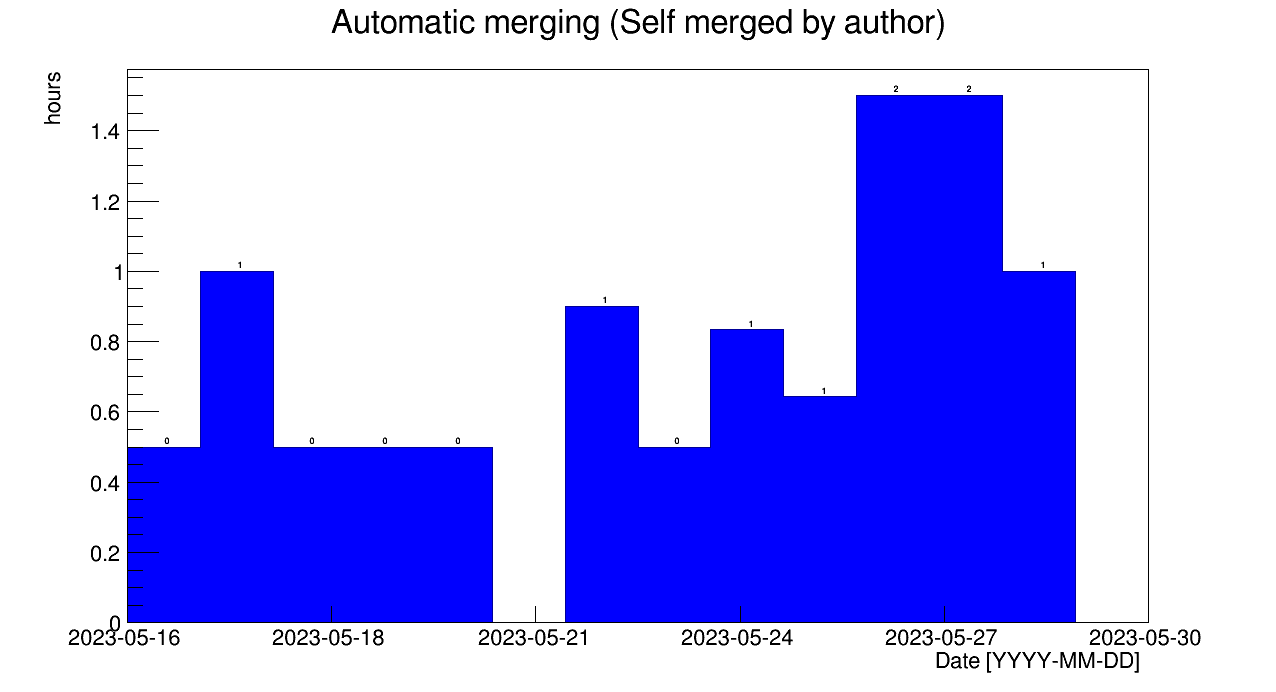 Automatic merging (Self merged by author)
hours
1.4
1.2
1
0.8
0.6
0.4
0.2
0
0 1 0 0 0 1 0 1 1 2 2 1
2023-05-16 2023-05-18 2023-05-21 2023-05-24 2023-05-27 2023-05-30
Date [YYYY-MM-DD]